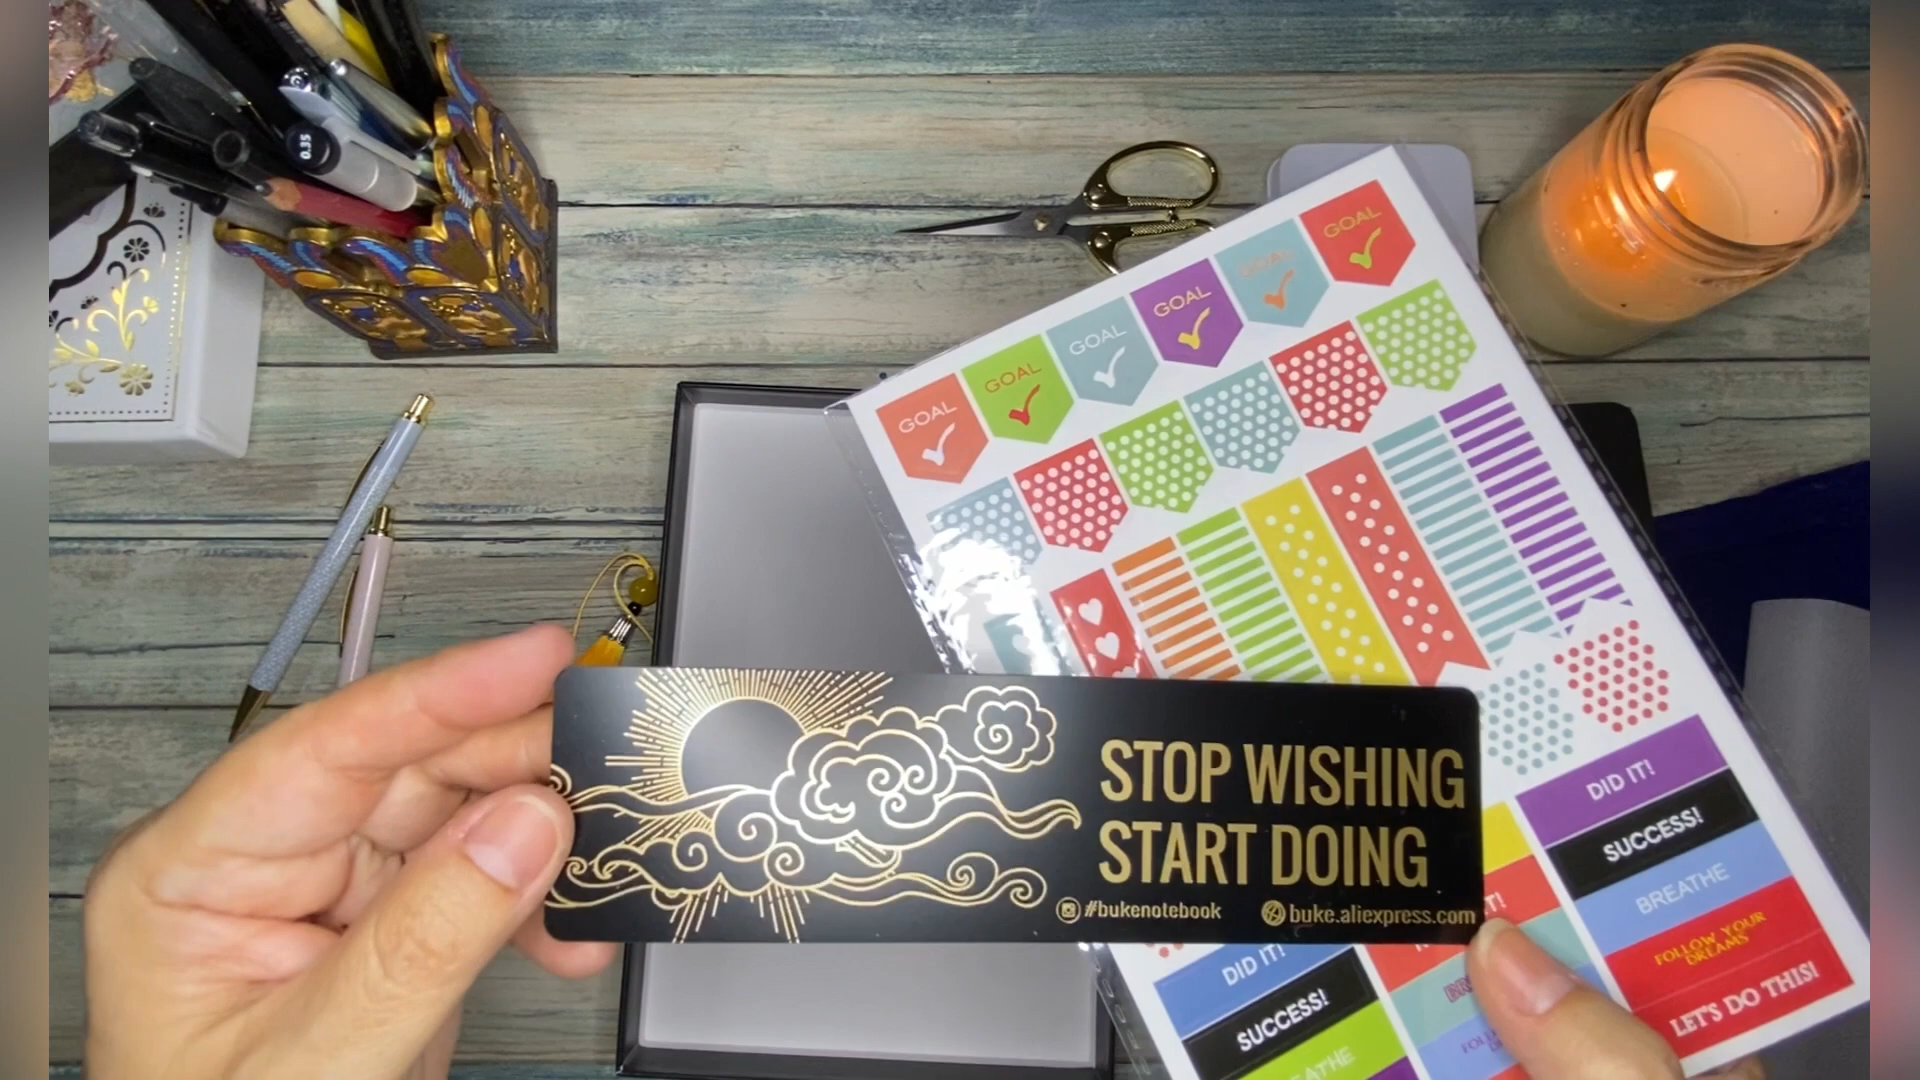 0.35
GOAL
GOAL
GOAL
GOAL
GOAL
GOAL
STOP WISHING
START DOING
#bukenotebook
buke.aliexpress.com
DID IT!
SUCCESS!
BREATHE
FOLLOW YOUR
DREAMS
LET'S DO THIS!
DID IT!
SUCCESS!